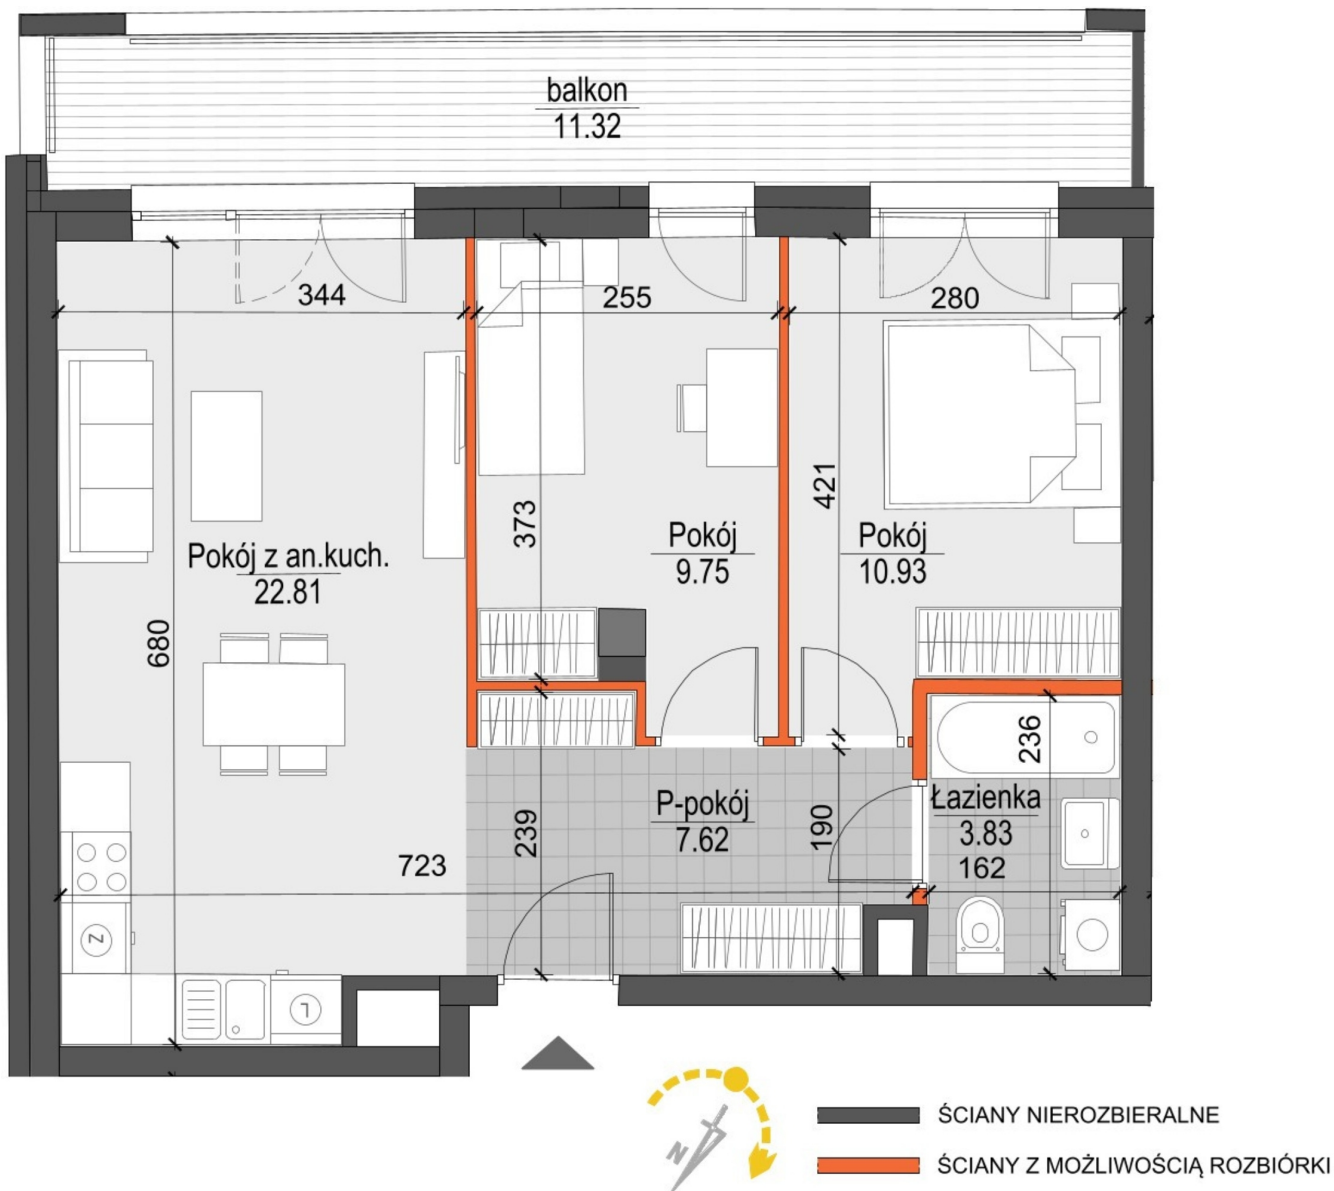 balkon
11.32
344
255
280
421
373
Pokój
9.75
Pokój
10.93
Pokój z an.kuch.
22.81
680
236
239
P-pokój
7.62
190
Łazienka
3.83
162
723
Z
L
N
ŚCIANY NIEROZBIERALNE
ŚCIANY Z MOŻLIWOŚCIĄ ROZBIÓRKI